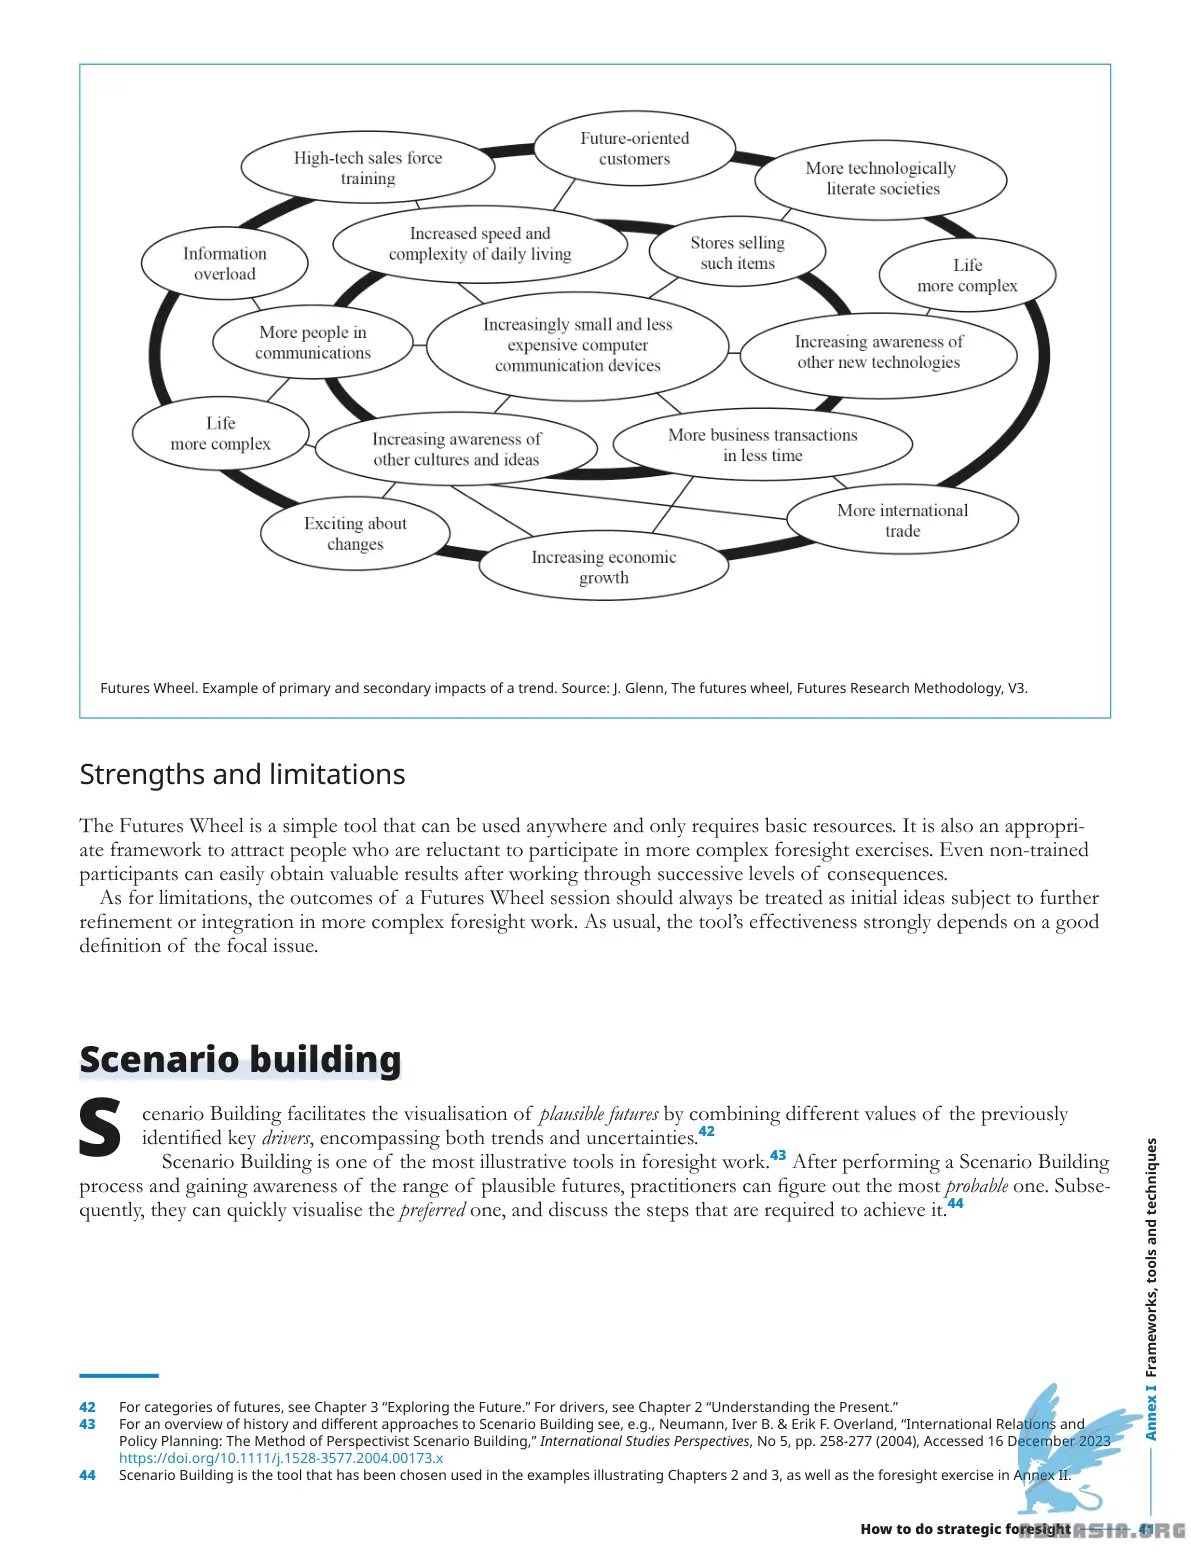 Future-oriented
customers
High-tech sales force
training
More technologically
literate societies
Increased speed and
complexity of daily living
Stores selling
such items
Information
overload
Life
more complex
Increasingly small and less
expensive computer
communication devices
More people in
communications
Increasing awareness of
other new technologies
Life
more complex
Increasing awareness of
other cultures and ideas
More business transactions
in less time
Exciting about
changes
More international
trade
Increasing economic
growth
Futures Wheel. Example of primary and secondary impacts of a trend. Source: J. Glenn, The futures wheel, Futures Research Methodology, V3.
Strengths and limitations
The Futures Wheel is a simple tool that can be used anywhere and only requires basic resources. It is also an appropri-
ate framework to attract people who are reluctant to participate in more complex foresight exercises. Even non-trained
participants can easily obtain valuable results after working through successive levels of consequences.
As for limitations, the outcomes of a Futures Wheel session should always be treated as initial ideas subject to further
refinement or integration in more complex foresight work. As usual, the tool's effectiveness strongly depends on a good
definition of the focal issue.
Scenario building
Scenario Building facilitates the visualisation of plausible futures by combining different values of the previously
identified key drivers, encompassing both trends and uncertainties.42
Scenario Building is one of the most illustrative tools in foresight work.43 After performing a Scenario Building
process and gaining awareness of the range of plausible futures, practitioners can figure out the most probable one. Subse-
quently, they can quickly visualise the preferred one, and discuss the steps that are required to achieve it.44
42 For categories of futures, see Chapter 3 “Exploring the Future.” For drivers, see Chapter 2 “Understanding the Present.”
43 For an overview of history and different approaches to Scenario Building see, e.g., Neumann, Iver B. & Erik F. Overland, “International Relations and
Policy Planning: The Method of Perspectivist Scenario Building,” International Studies Perspectives, No 5, pp. 258-277 (2004), Accessed 16 December 2023
https://doi.org/10.1111/j.1528-3577.2004.00173.x
44 Scenario Building is the tool that has been chosen used in the examples illustrating Chapters 2 and 3, as well as the foresight exercise in Annex II.
Annex I Frameworks, tools and techniques
How to do strategic foresight 41